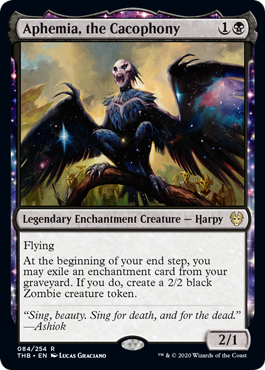 Aphemia, the Cacophony 1
Legendary Enchantment Creature — Harpy
Flying
At the beginning of your end step, you
may exile an enchantment card from your
graveyard. If you do, create a 2/2 black
Zombie creature token.
“Sing, beauty. Sing for death, and for the dead.”
—Ashiok
2/1
084/254 R
THB • EN Lucas Graciano
™ & © 2020 Wizards of the Coast